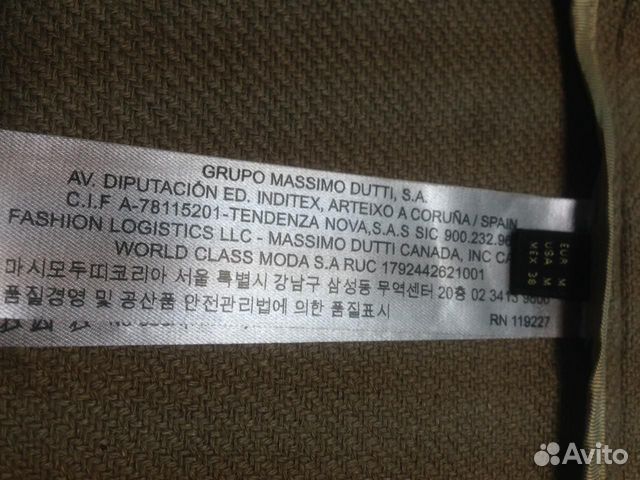 GRUPO MASSIMO DUTTI, S.A.
AV. DIPUTACIÓN ED. INDITEX, ARTEIXO A CORUÑA / SPAIN
C.I.F A-78115201-TENDENZA NOVA,S.A.S SIC 900.232.96
FASHION LOGISTICS LLC - MASSIMO DUTTI CANADA, INC CA
WORLD CLASS MODA S.A RUC 1792442621001
마시모두띠코리아 서울 특별시 강남구 삼성동 무역센터 20층 02 3413 9800
품질경영 및 공산품 안전관리법에 의한 품질표시
RN 119227
EUR M
USA M
MEX 38
Avito